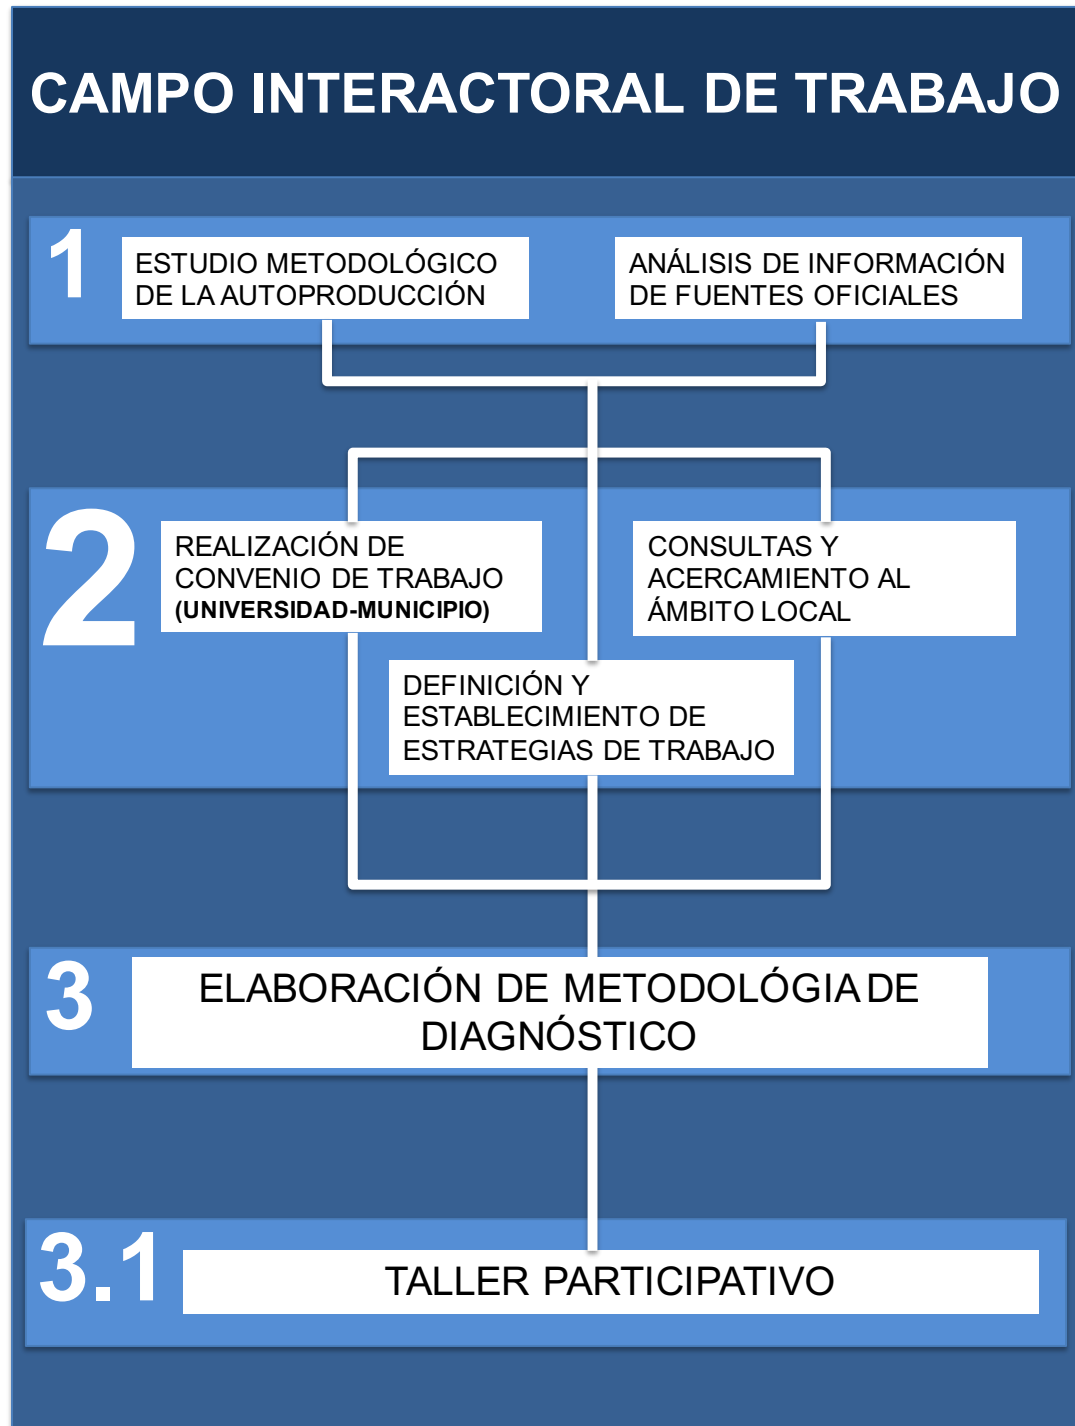 CAMPO INTERACTORAL DE TRABAJO
1
ESTUDIO METODOLÓGICO
DE LA AUTOPRODUCCIÓN
ANÁLISIS DE INFORMACIÓN
DE FUENTES OFICIALES
2
REALIZACIÓN DE
CONVENIO DE TRABAJO
(UNIVERSIDAD-MUNICIPIO)
CONSULTAS Y
ACERCAMIENTO AL
ÁMBITO LOCAL
DEFINICIÓN Y
ESTABLECIMIENTO DE
ESTRATEGIAS DE TRABAJO
3
ELABORACIÓN DE METODOLÓGIA DE
DIAGNÓSTICO
3.1
TALLER PARTICIPATIVO